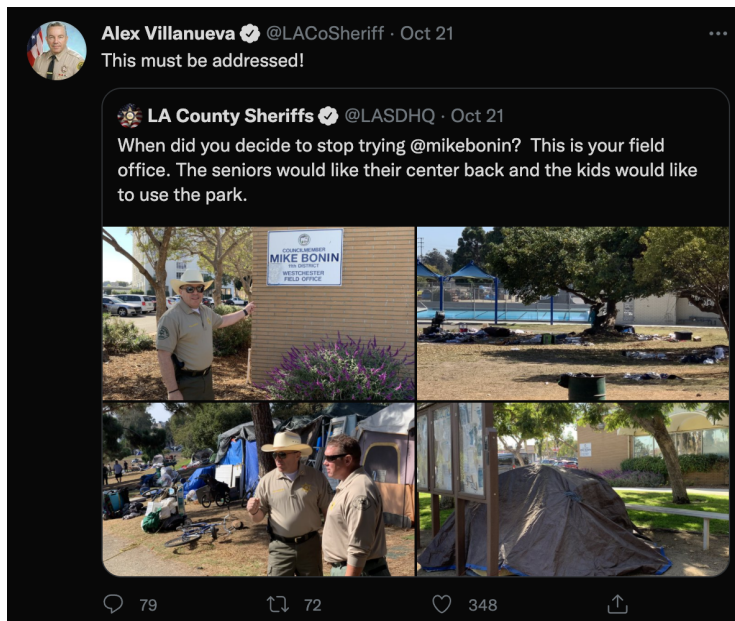 Alex Villanueva @LACoSheriff · Oct 21
This must be addressed!
LA County Sheriffs @LASDHQ · Oct 21
When did you decide to stop trying @mikebonin? This is your field
office. The seniors would like their center back and the kids would like
to use the park.
COUNCILMEMBER
MIKE BONIN
11th DISTRICT
WESTCHESTER
FIELD OFFICE
79
72
348